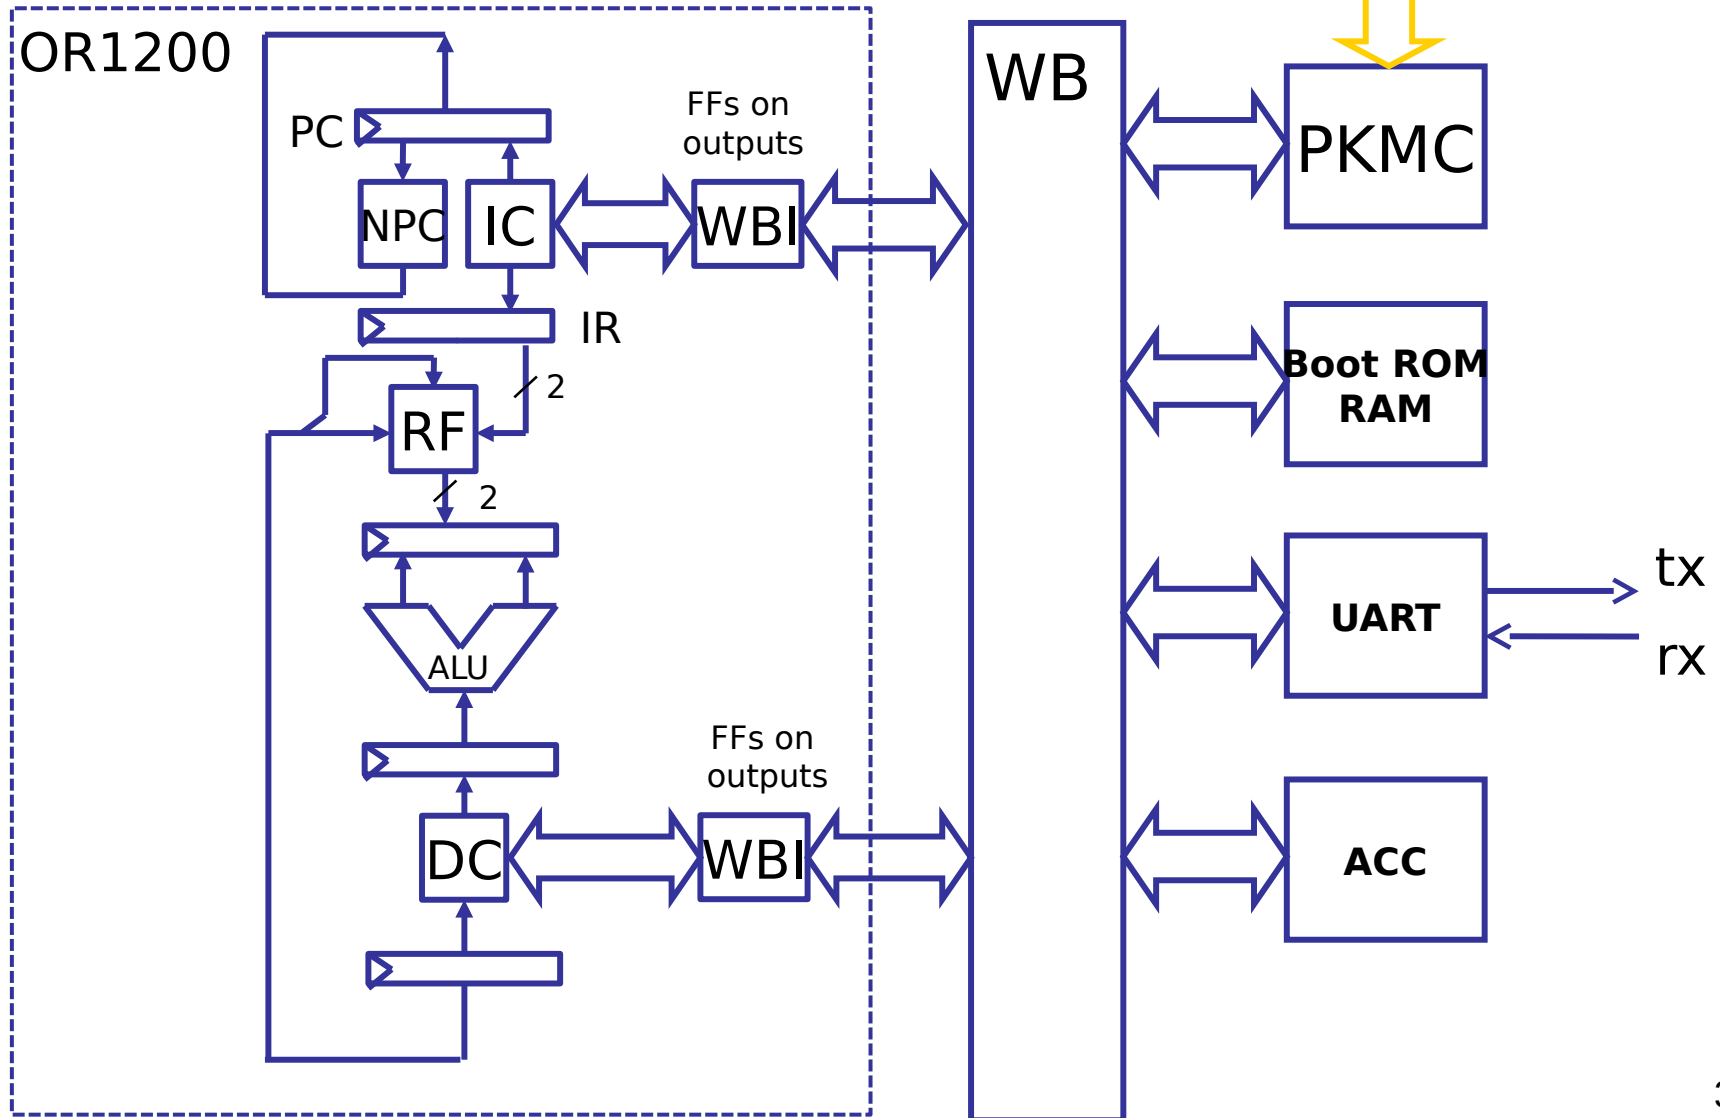 OR1200
WB
FFs on
outputs
PC
PKMC
NPC
IC
WBI
IR
Boot ROM
RAM
2
RF
2
tx
UART
rx
ALU
FFs on
outputs
DC
WBI
ACC